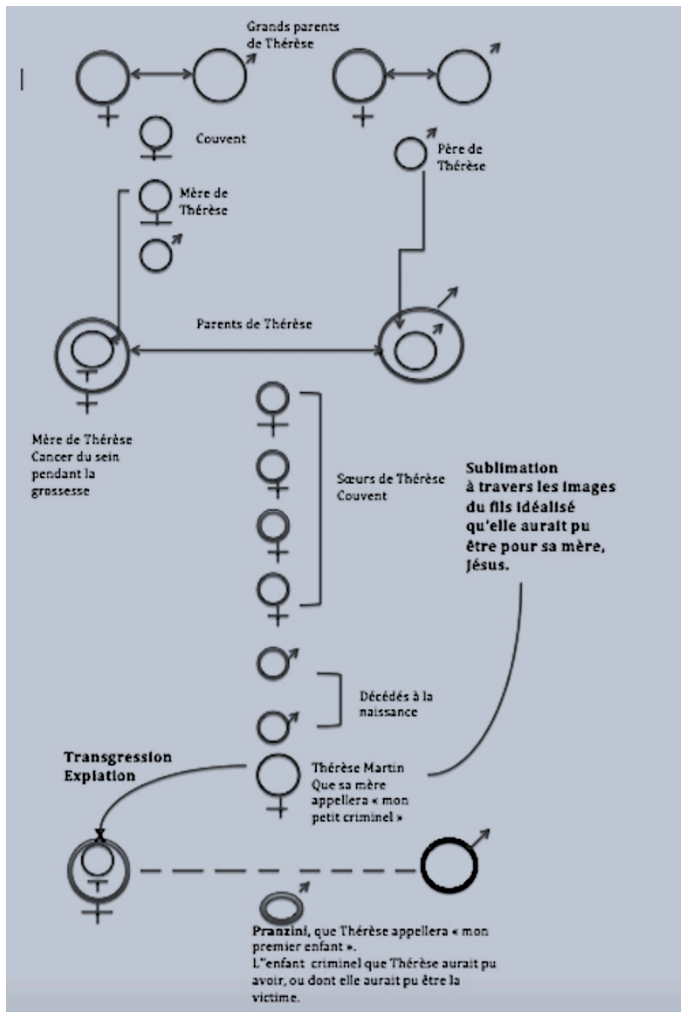 Grands parents
de Thérèse
Couvent
Père de
Thérèse
Mère de
Thérèse
Parents de Thérèse
Mère de Thérèse
Cancer du sein
pendant la
grossesse
Sœurs de Thérèse
Couvent
Sublimation
à travers les images
du fils idéalisé
qu'elle aurait pu
être pour sa mère,
Jésus.
Décédés à la
naissance
Transgression
Expiation
Thérèse Martin
Que sa mère
appellera « mon
petit criminel »
X
Pranzini, que Thérèse appellera « mon
premier enfant ».
L'"enfant criminel que Thérèse aurait pu
avoir, ou dont elle aurait pu être la
victime.